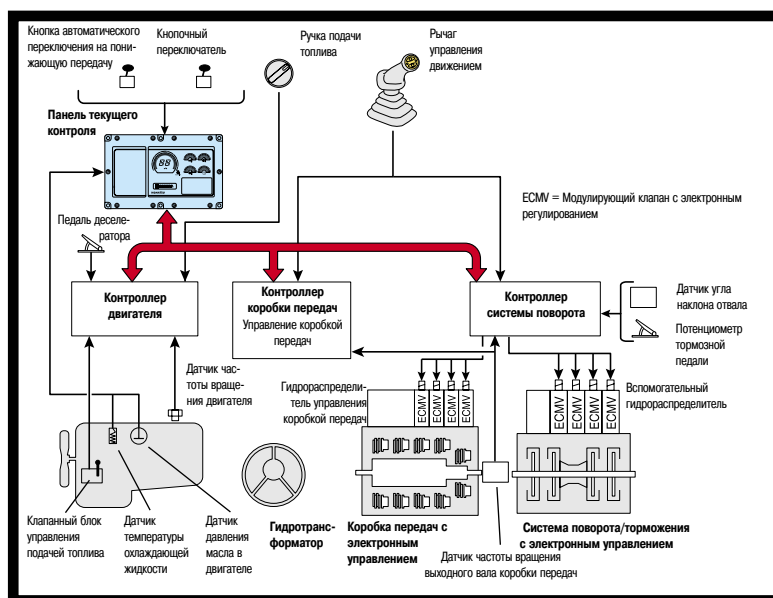 Кнопка автоматического
переключения на пони-
жающую передачу
Кнопочный
переключатель
Ручка подачи
топлива
Рычаг
управления
движением
Панель текущего
контроля
ECMV = Модулирующий клапан с электронным
регулированием
Педаль деселе-
ратора
Контроллер
двигателя
Контроллер
коробки передач
Управление коробкой
передач
Контроллер
системы поворота
Датчик угла
наклона отвала
Потенциометр
тормозной
педали
Датчик час-
тоты враще-
ния двигателя
Гидрораспредели-
тель управления
коробкой передач
ECMV
ECMV
ECMV
ECMV
ECMV
ECMV
ECMV
ECMV
Вспомогательный
гидрораспределитель
Клапанный блок
управления
подачей топлива
Датчик
температуры
охлаждающей
жидкости
Датчик
давления
масла в
двигателе
Гидротранс-
форматор
Коробка передач с
электронным
управлением
Система поворота/торможения
с электронным управлением
Датчик частоты вращения
выходного вала коробки передач